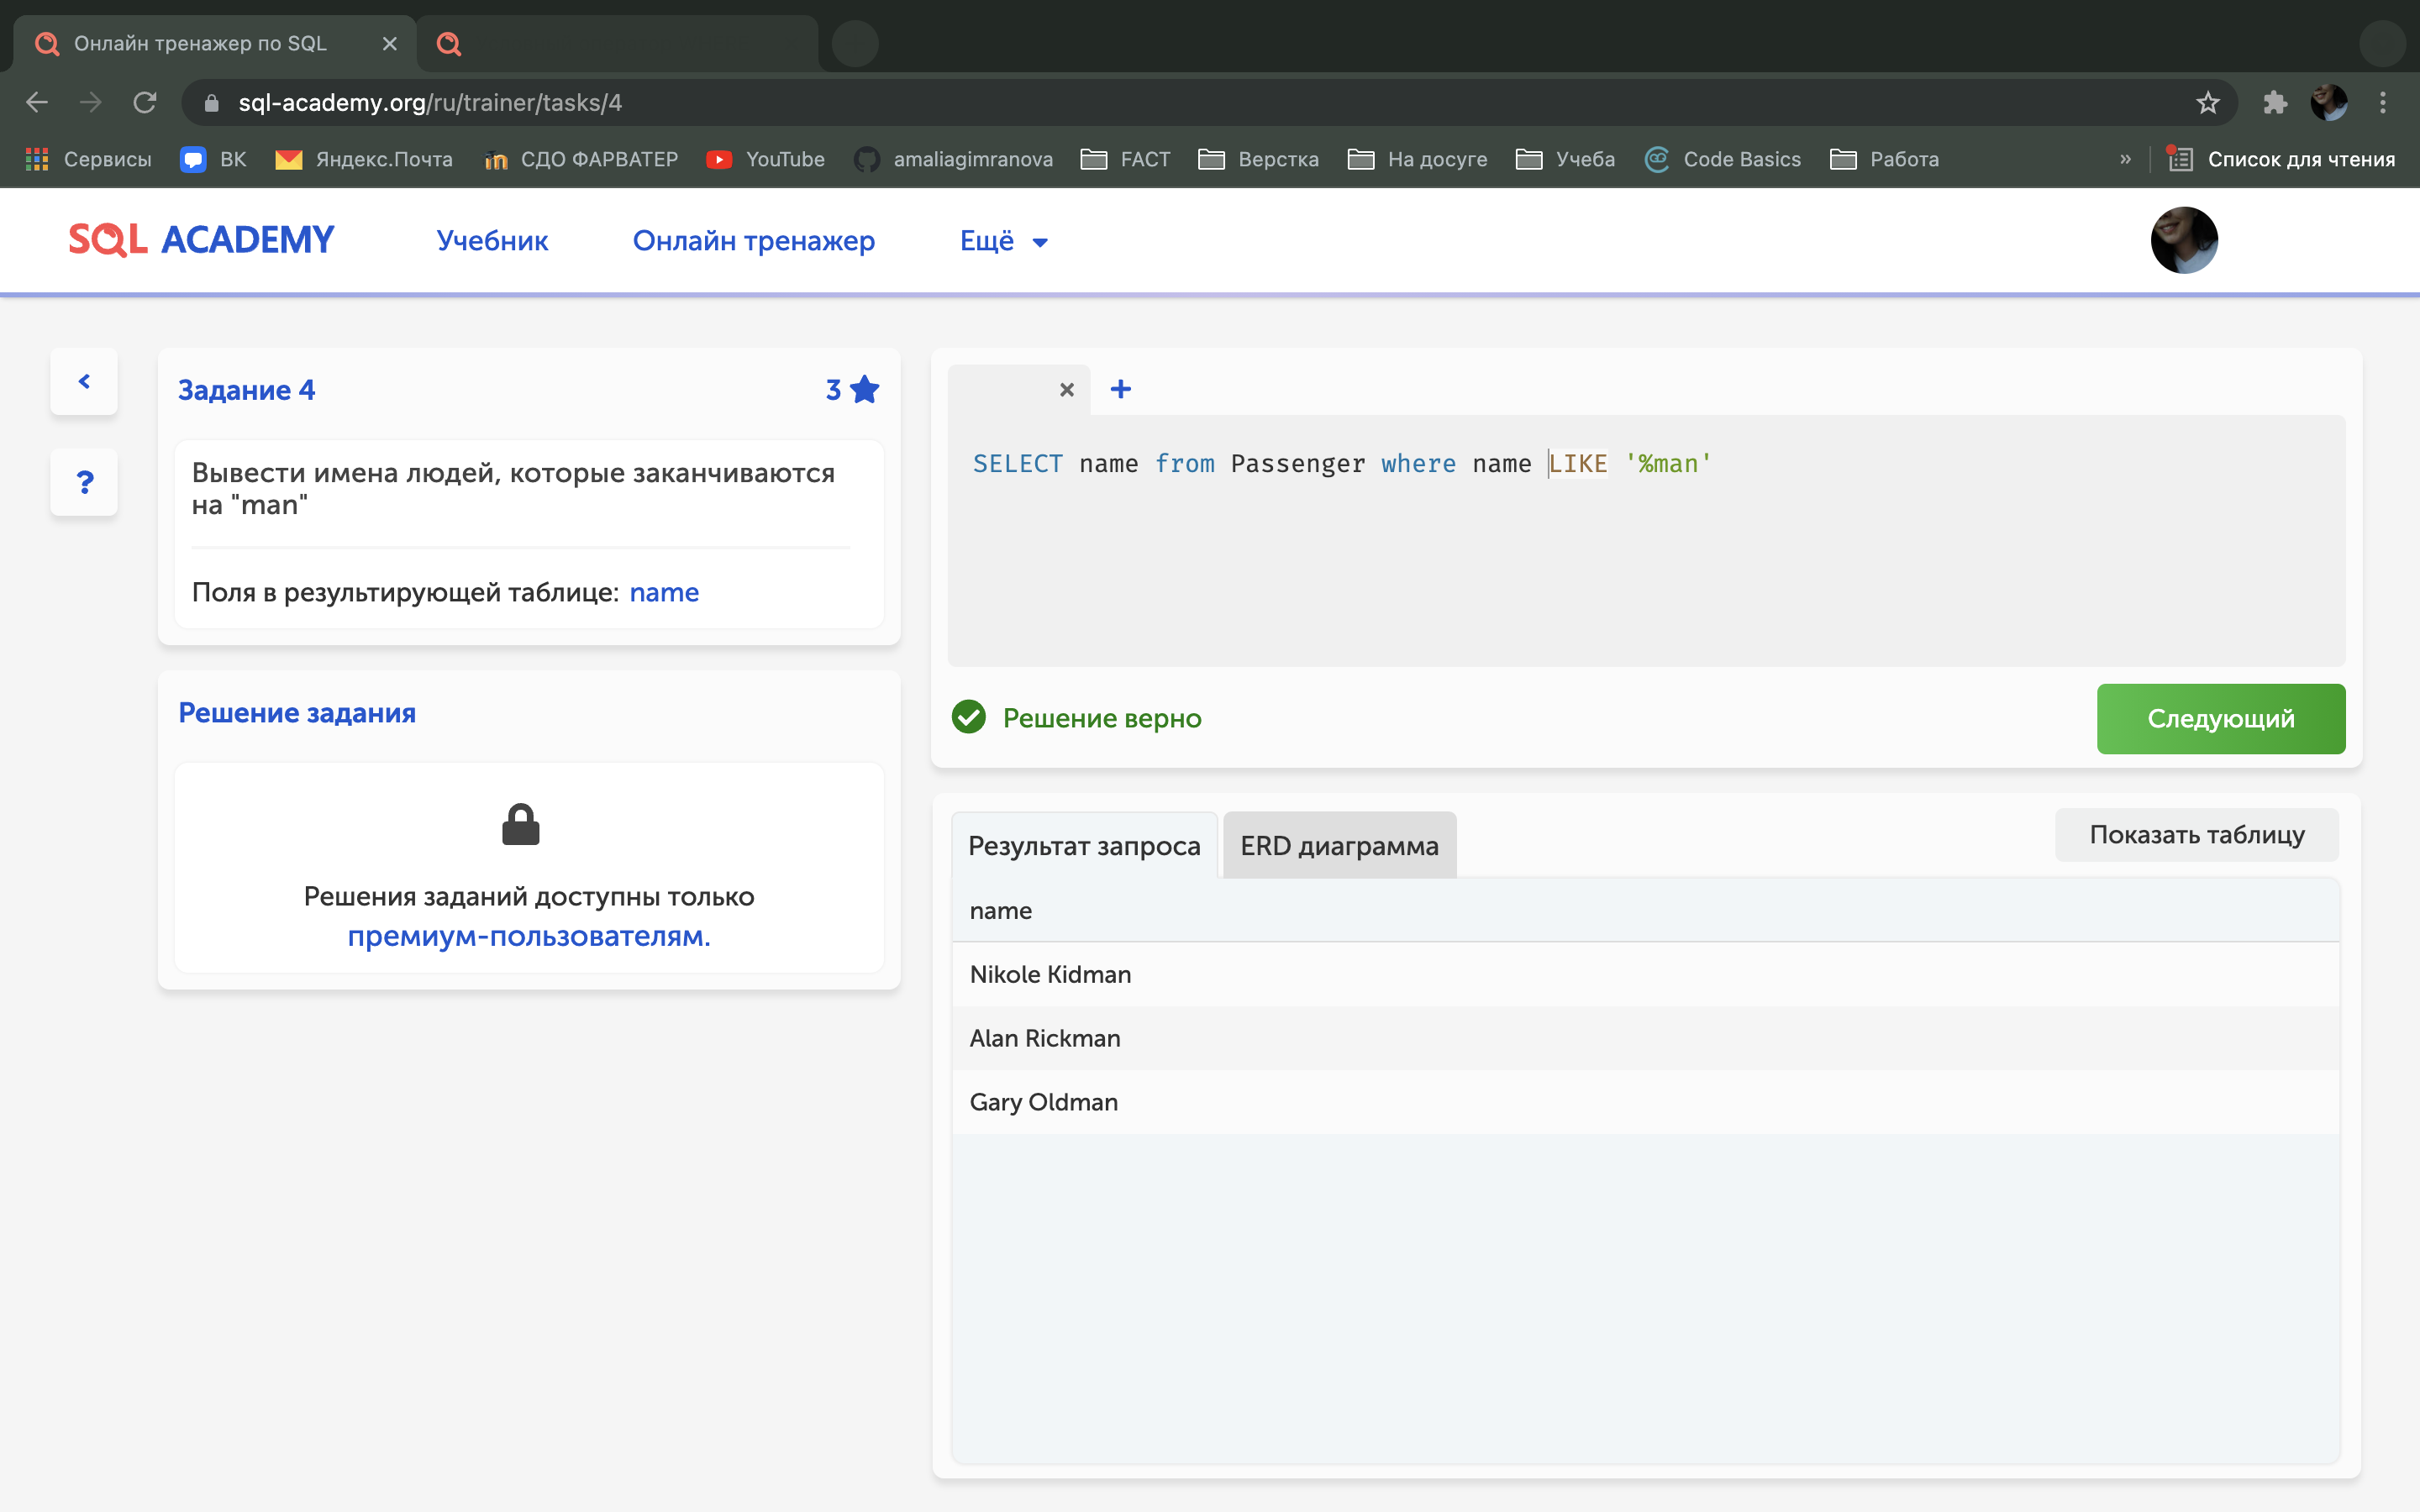 Онлайн тренажер по SQL
sql-academy.org/ru/trainer/tasks/4
Сервисы ВК Яндекс.Почта СДО ФАРВАТЕР YouTube amaliagimranova FACT Верстка На досуге Учеба Code Basics Работа » Список для чтения
SQL ACADEMY Учебник Онлайн тренажер Ещё
Задание 4 3
Вывести имена людей, которые заканчиваются
на "man"
Поля в результирующей таблице: name
Решение задания
Решения заданий доступны только
премиум-пользователям.
SELECT name from Passenger where name LIKE '%man'
Решение верно
Следующий
Результат запроса ERD диаграмма Показать таблицу
name
Nikole Kidman
Alan Rickman
Gary Oldman